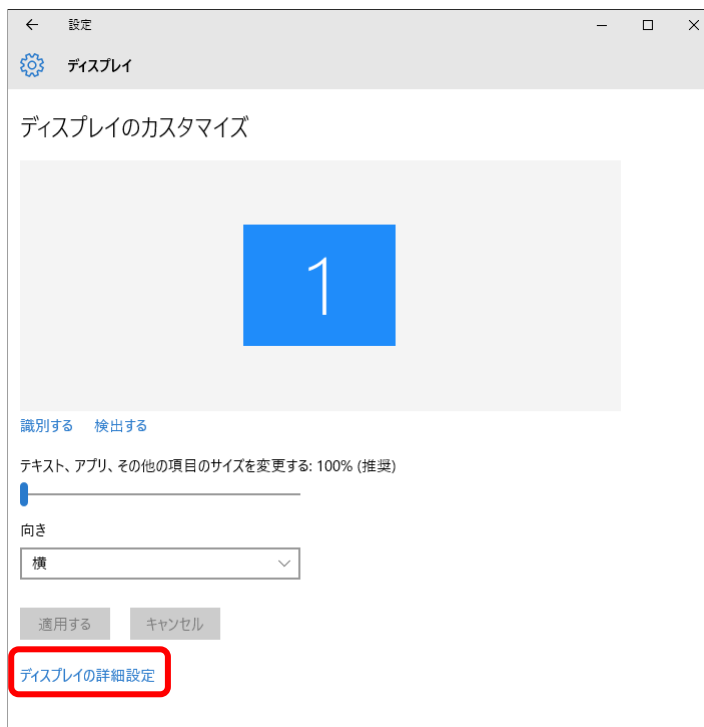 設定
ディスプレイ
ディスプレイのカスタマイズ
1
識別する 検出する
テキスト、アプリ、その他の項目のサイズを変更する: 100% (推奨)
向き
横
適用する キャンセル
ディスプレイの詳細設定